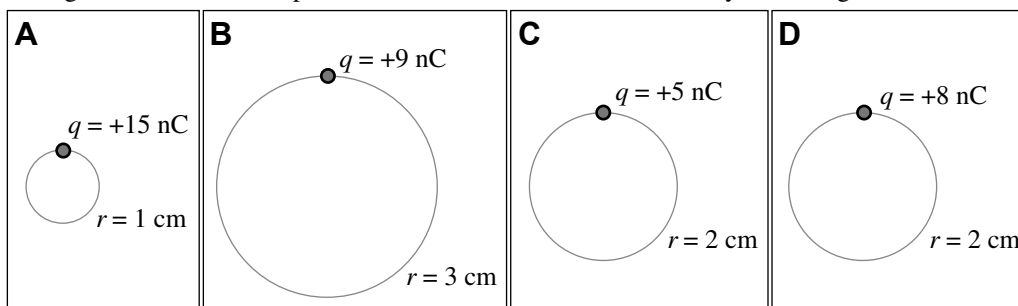 A
q = +15 nC
r = 1 cm
B
q = +9 nC
r = 3 cm
C
q = +5 nC
r = 2 cm
D
q = +8 nC
r = 2 cm